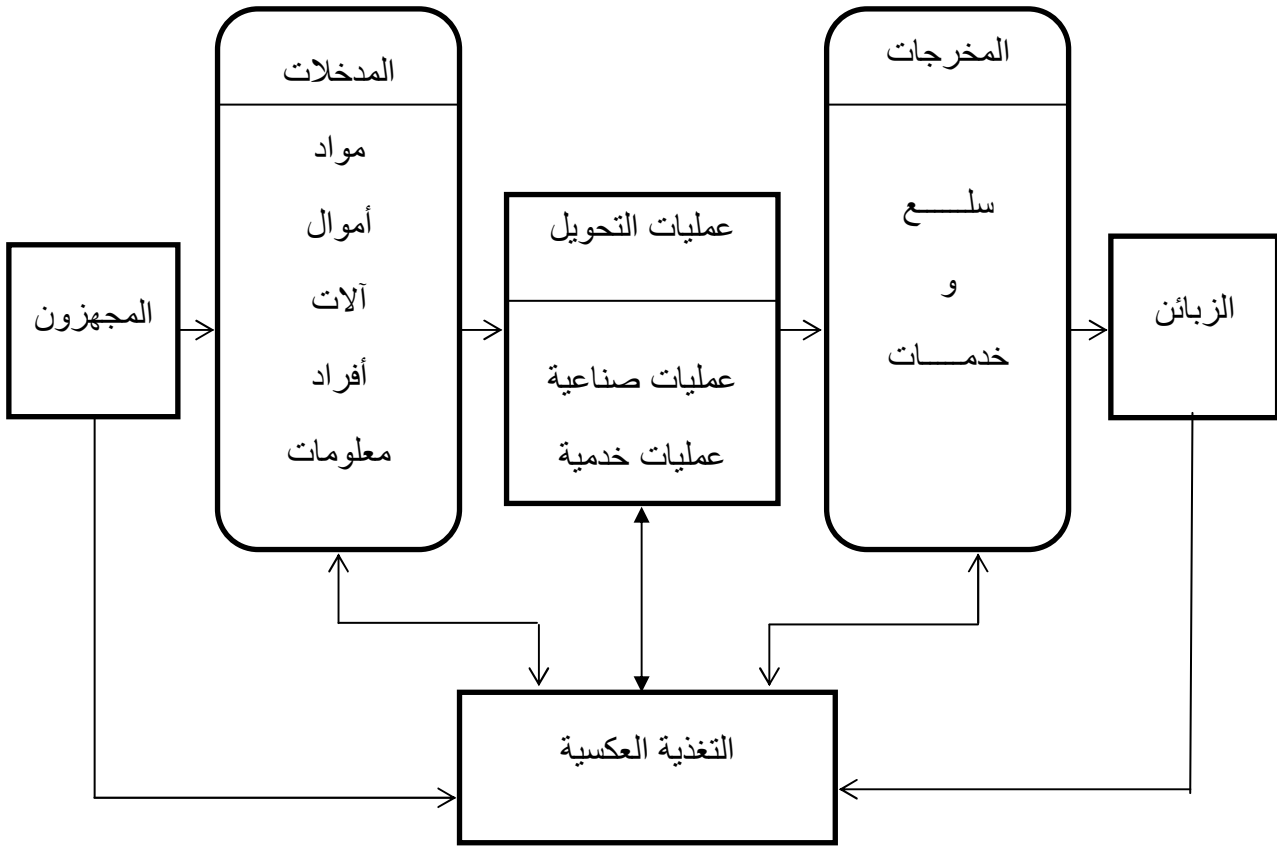 المدخلات
مواد
أموال
آلات
أفراد
معلومات
المخرجات
سلـــــع
و
خدمـــــات
عمليات التحويل
عمليات صناعية
عمليات خدمية
المجهزون
الزبائن
التغذية العكسية